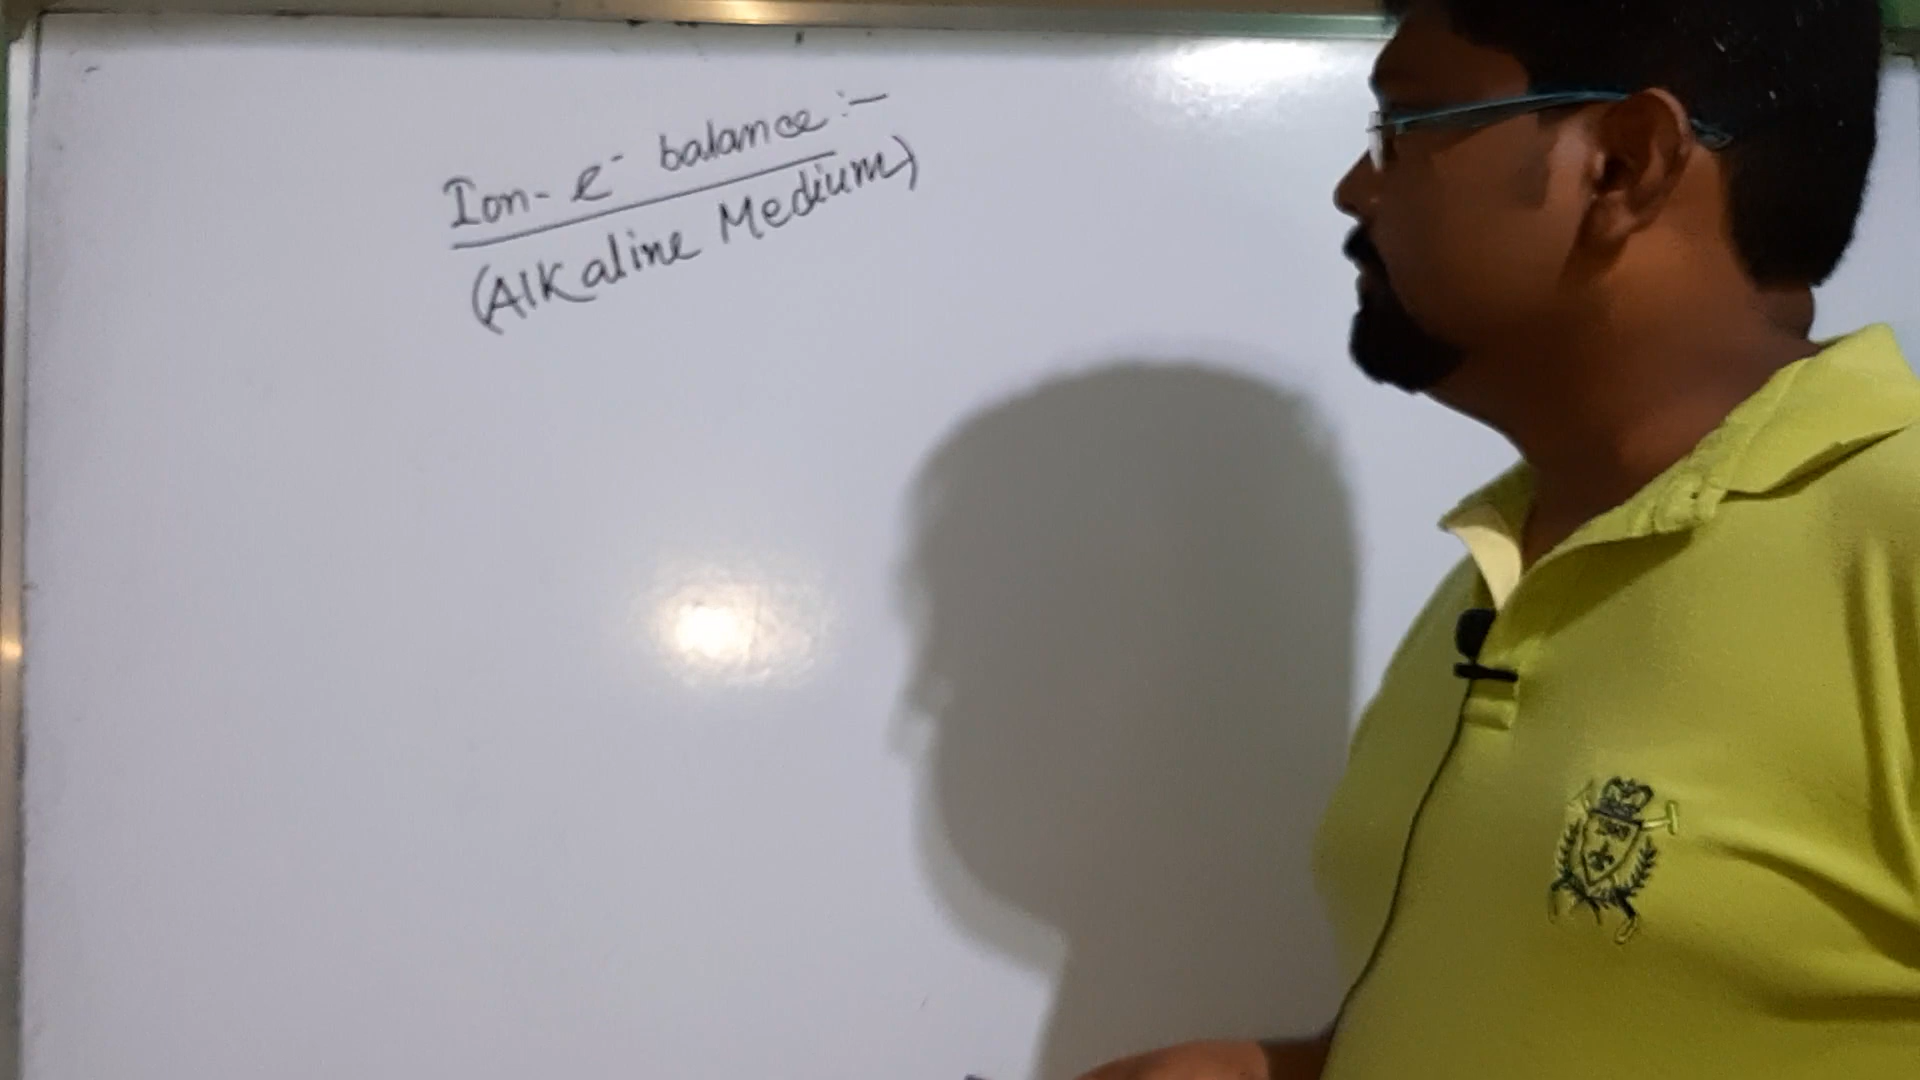 Ion- e⁻ balance :-
(Alkaline Medium)